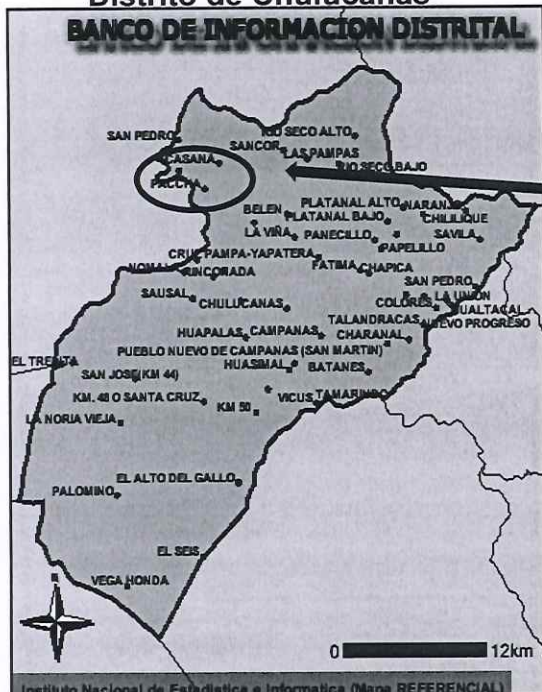 Distrito de Chulucanas
BANCO DE INFORMACION DISTRITAL
SAN PEDRO
RIO SECO ALTO
SANCOR
LAS PAMPAS
CASANA
RIO SECO BAJO
PACCHA
PLATANAL ALTO
NARANJO
BELEN
PLATANAL BAJO
CHILILIQUE
LA VIÑA
PANECILLO
SAVILA
PAPELILLO
CRUZ PAMPA-YAPATERA
FATIMA
CHAPICA
RINCONADA
SAN PEDRO
SAUSAL
CHULUCANAS
COLORES
LA UNION
TALANDRACAS
NUEVO PROGRESO
HUAPALAS
CAMPANAS
CHARANAL
PUEBLO NUEVO DE CAMPANAS (SAN MARTIN)
EL TREINTA
HUASIMAL
BATANES
SAN JOSE (KM 44)
KM. 48 O SANTA CRUZ
VICUS
TAMARINDO
KM 50
LA NORIA VIEJA
EL ALTO DEL GALLO
PALOMINO
EL SEIS
VEGA HONDA
0 12km
Instituto Nacional de Estadistica e Informatica (Mapa REFERENCIAL)